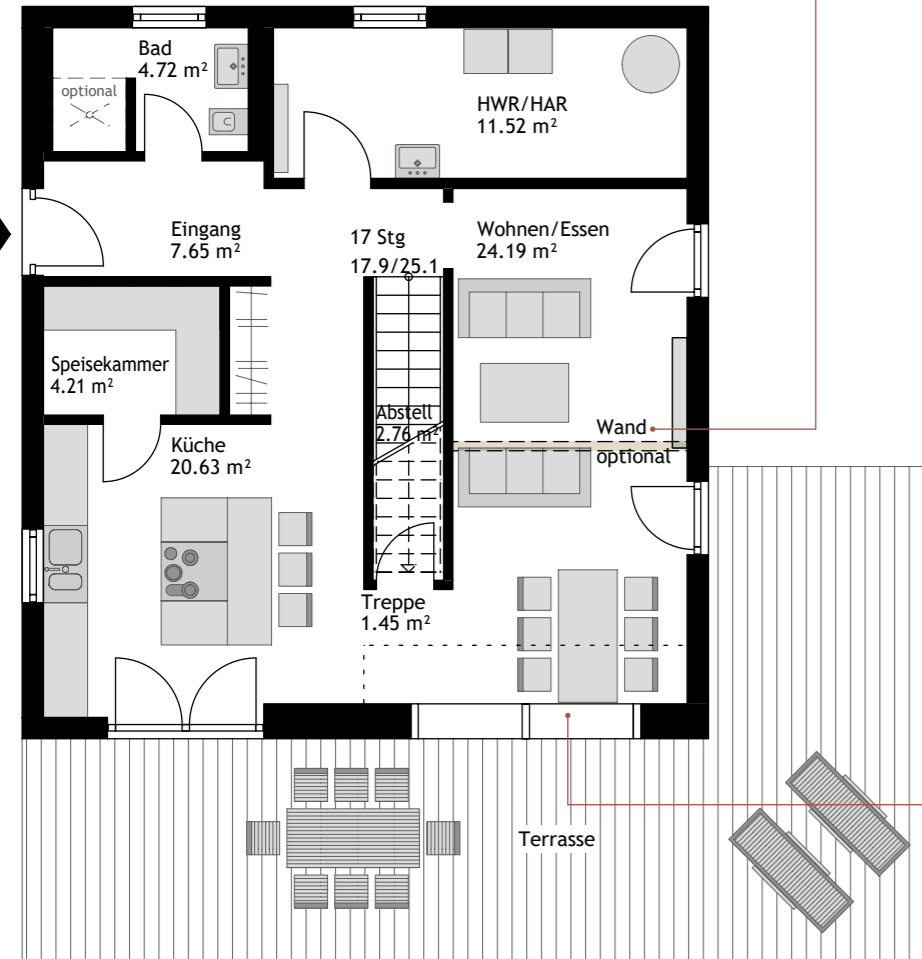 Bad
4.72 m²
optional
HWR/HAR
11.52 m²
Eingang
7.65 m²
17 Stg
17.9/25.1
Wohnen/Essen
24.19 m²
Speisekammer
4.21 m²
Abstell
2.76 m²
Wand
optional
Küche
20.63 m²
Treppe
1.45 m²
Terrasse